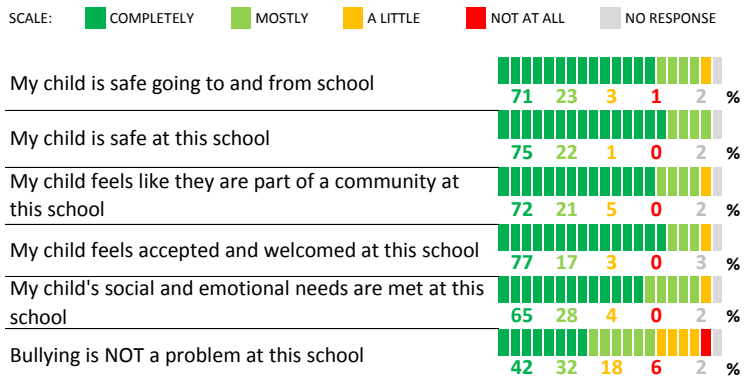 SCALE: COMPLETELY MOSTLY A LITTLE NOT AT ALL NO RESPONSE
My child is safe going to and from school
71 23 3 1 2 %
My child is safe at this school
75 22 1 0 2 %
My child feels like they are part of a community at
this school
72 21 5 0 2 %
My child feels accepted and welcomed at this school
77 17 3 0 3 %
My child's social and emotional needs are met at this
school
65 28 4 0 2 %
Bullying is NOT a problem at this school
42 32 18 6 2 %